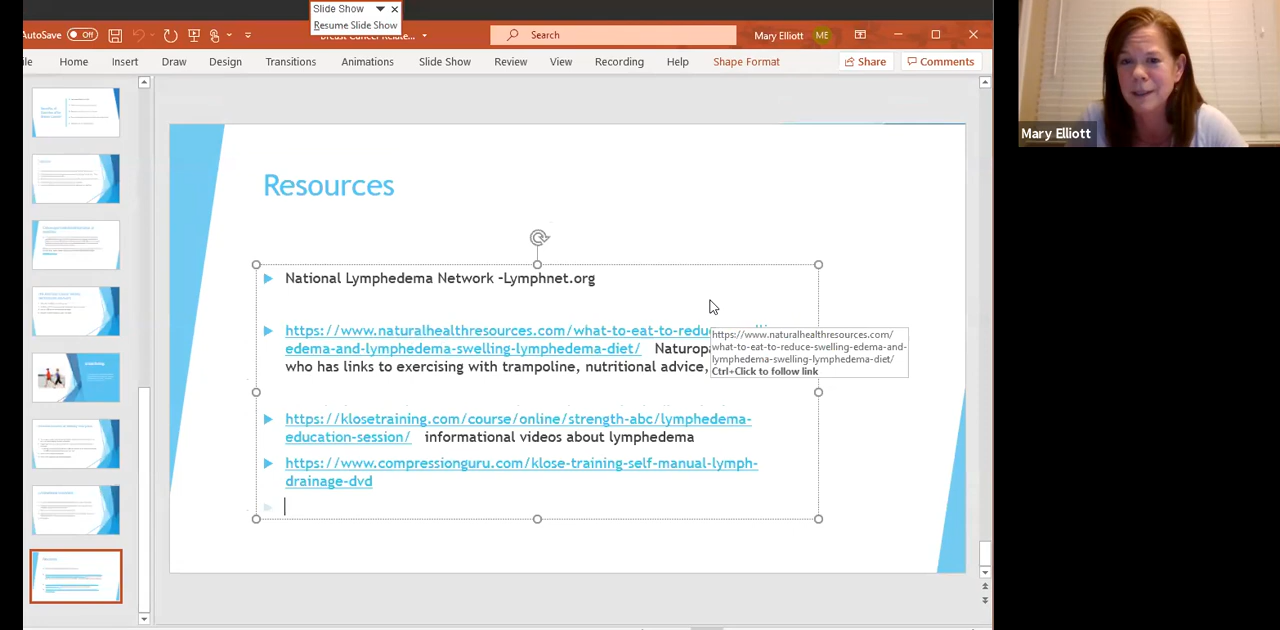 Slide Show
Resume Slide Show
AutoSave Off
Search
Mary Elliott ME
Home Insert Draw Design Transitions Animations Slide Show Review View Recording Help Shape Format Share Comments
Mary Elliott
Resources
National Lymphedema Network -Lymphnet.org
https://www.naturalhealthresources.com/what-to-eat-to-reduc
edema-and-lymphedema-swelling-lymphedema-diet/ Naturopa
who has links to exercising with trampoline, nutritional advice,
https://www.naturalhealthresources.com/
what-to-eat-to-reduce-swelling-edema-and-
lymphedema-swelling-lymphedema-diet/
Ctrl+Click to follow link
https://klosetraining.com/course/online/strength-abc/lymphedema-
education-session/ informational videos about lymphedema
https://www.compressionguru.com/klose-training-self-manual-lymph-
drainage-dvd